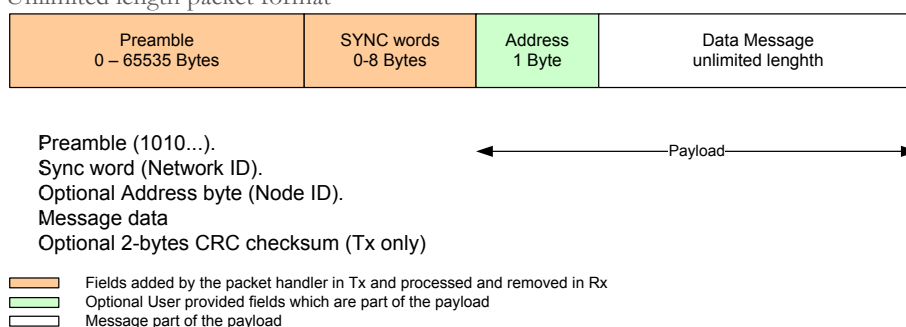 Unlimited length packet format
Preamble
0 – 65535 Bytes
SYNC words
0-8 Bytes
Address
1 Byte
Data Message
unlimited lenghth
Preamble (1010...).
Sync word (Network ID).
Optional Address byte (Node ID).
Message data
Optional 2-bytes CRC checksum (Tx only)
Payload
Fields added by the packet handler in Tx and processed and removed in Rx
Optional User provided fields which are part of the payload
Message part of the payload